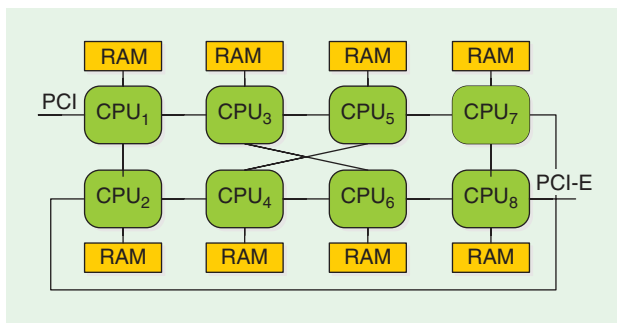 RAM RAM RAM RAM
PCI CPU₁ CPU₃ CPU₅ CPU₇
CPU₂ CPU₄ CPU₆ CPU₈ PCI-E
RAM RAM RAM RAM